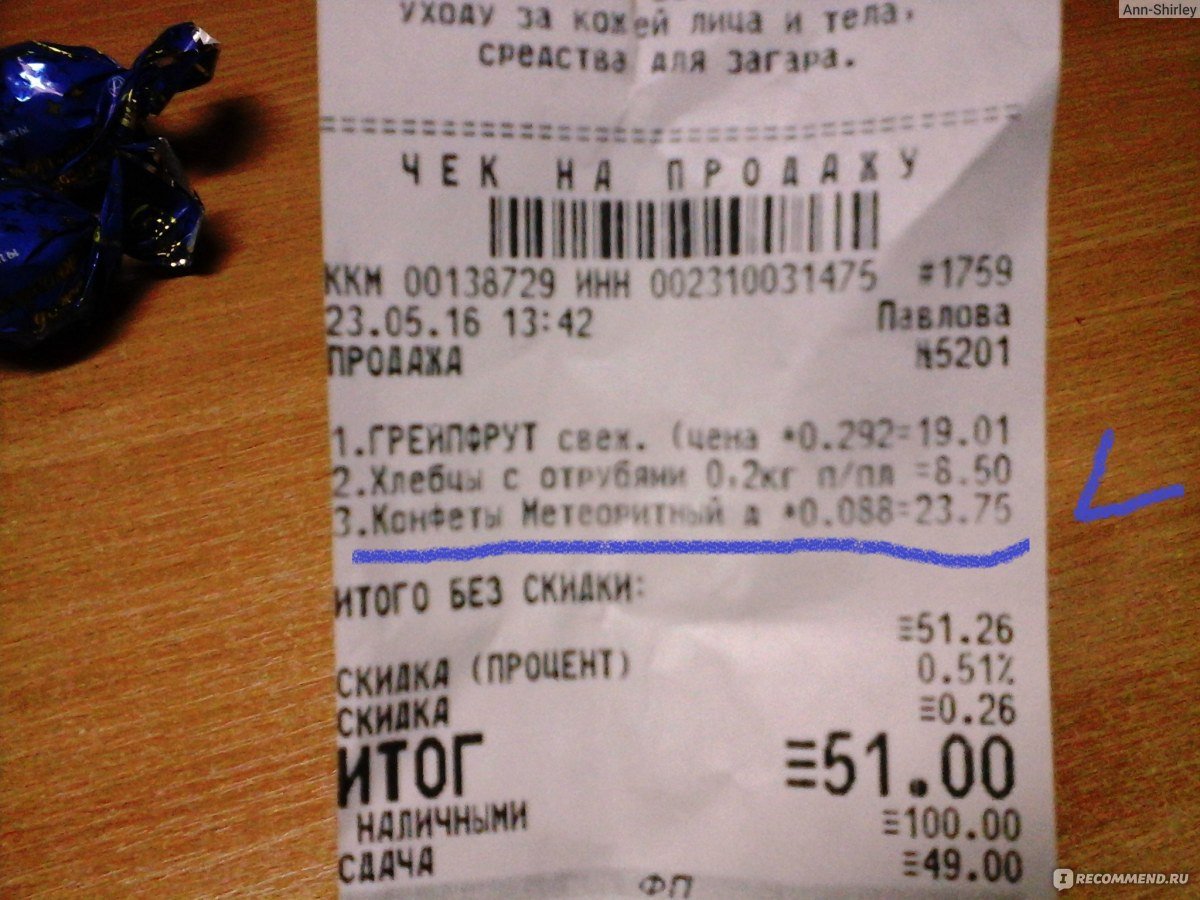 Ann-Shirley
уходу за кожей лица и тела,
средства для загара.
ЧЕК НА ПРОДАЖУ
ККМ 00138729 ИНН 002310031475 #1759
23.05.16 13:42 Павлова
ПРОДАЖА №5201
1.ГРЕЙПФРУТ свеж. (цена *0.292=19.01
2.Хлебцы с отрубями 0.2кг п/пл =8.50
3.Конфеты Метеоритный д *0.088=23.75
ИТОГО БЕЗ СКИДКИ:
≡51.26
СКИДКА (ПРОЦЕНТ) 0.51%
СКИДКА ≡0.26
ИТОГ ≡51.00
НАЛИЧНЫМИ ≡100.00
СДАЧА ≡49.00
ФП
IRECOMMEND.RU